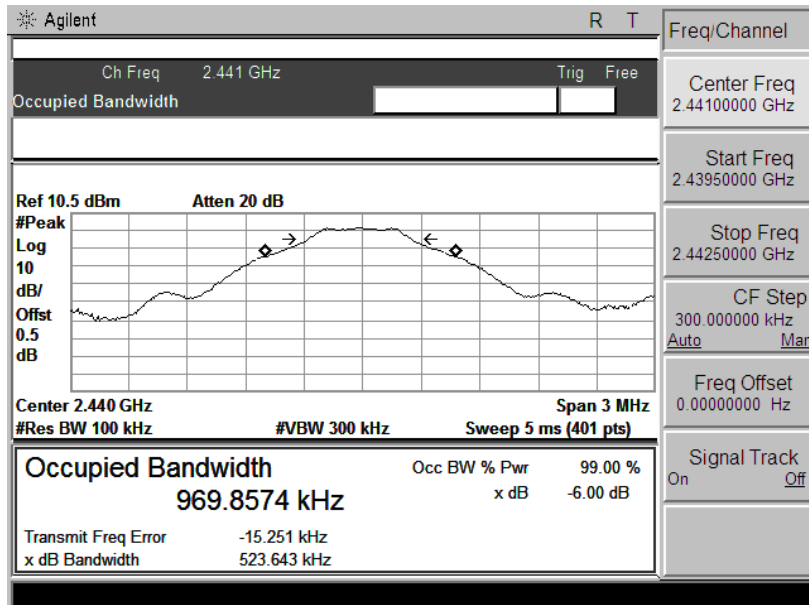 Agilent R T
Ch Freq 2.441 GHz Trig Free
Occupied Bandwidth
Ref 10.5 dBm Atten 20 dB
#Peak
Log
10
dB/
Offst
0.5
dB
Center 2.440 GHz Span 3 MHz
#Res BW 100 kHz #VBW 300 kHz Sweep 5 ms (401 pts)
Occupied Bandwidth
969.8574 kHz
Occ BW % Pwr 99.00 %
x dB -6.00 dB
Transmit Freq Error -15.251 kHz
x dB Bandwidth 523.643 kHz
Freq/Channel
Center Freq
2.44100000 GHz
Start Freq
2.43950000 GHz
Stop Freq
2.44250000 GHz
CF Step
300.000000 kHz
Auto Man
Freq Offset
0.00000000 Hz
Signal Track
On Off